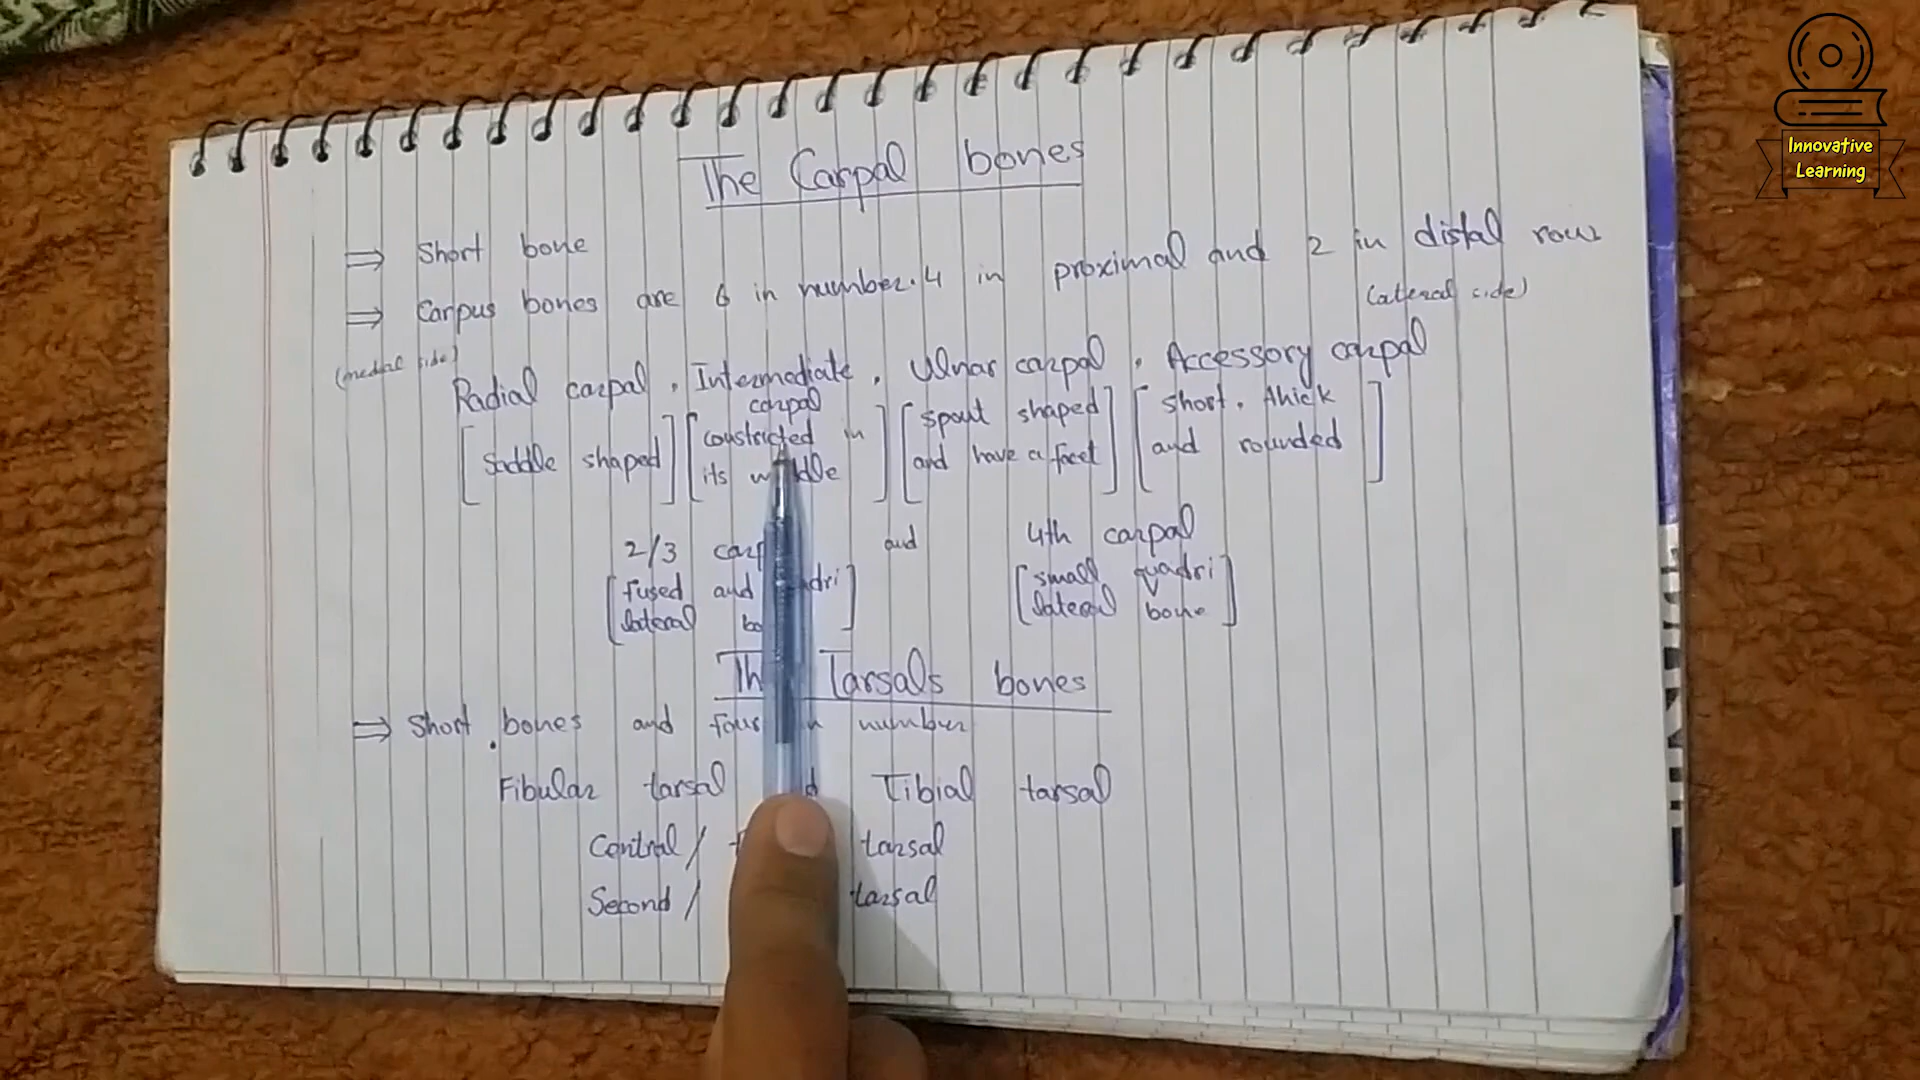 The Carpal bones
⇒ Short bone
⇒ Carpus bones are 6 in number. 4 in proximal and 2 in distal row
(medial side) (lateral side)
Radial carpal, Intermediate carpal, Ulnar carpal, Accessory carpal
[Saddle shaped] [constricted in its middle] [spout shaped and have a facet] [short, thick and rounded]
2/3 and 4th carpal
[fused and lateral] [small quadri lateral bone]
Tarsals bones
⇒ Short bones and four number
Fibular tarsal Tibial tarsal
Central/ tarsal
Second/ tarsal
Innovative
Learning